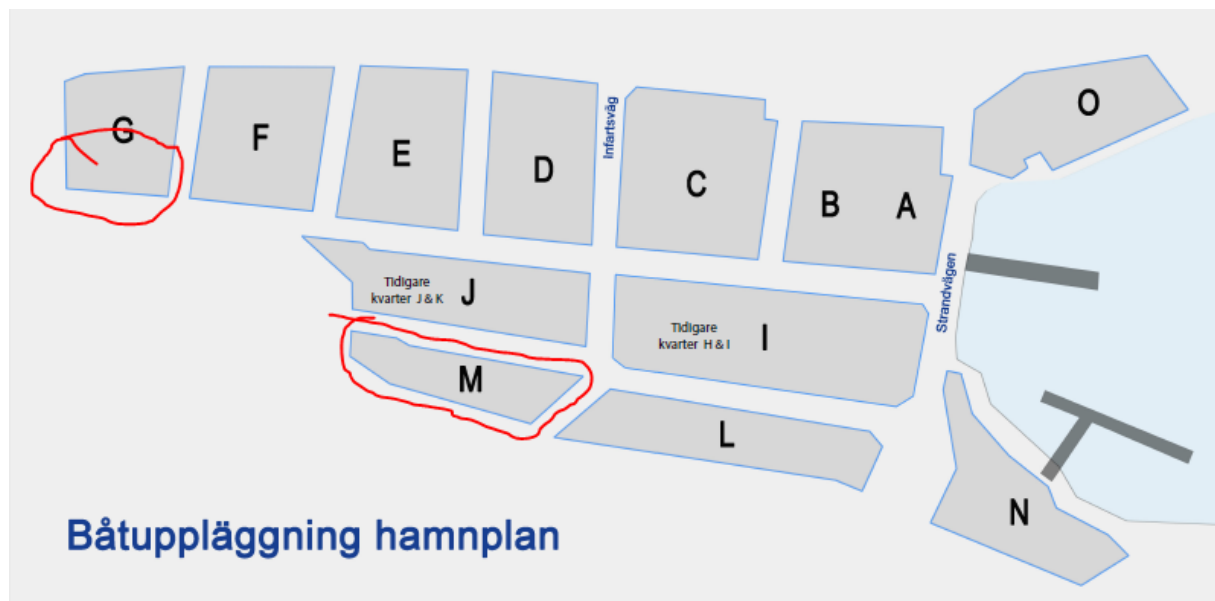 G
F
E
D
Infartsväg
C
B
A
O
Tidigare
kvarter J & K
J
Tidigare
kvarter H & I
I
Strandvägen
M
L
N
Båtuppläggning hamnplan